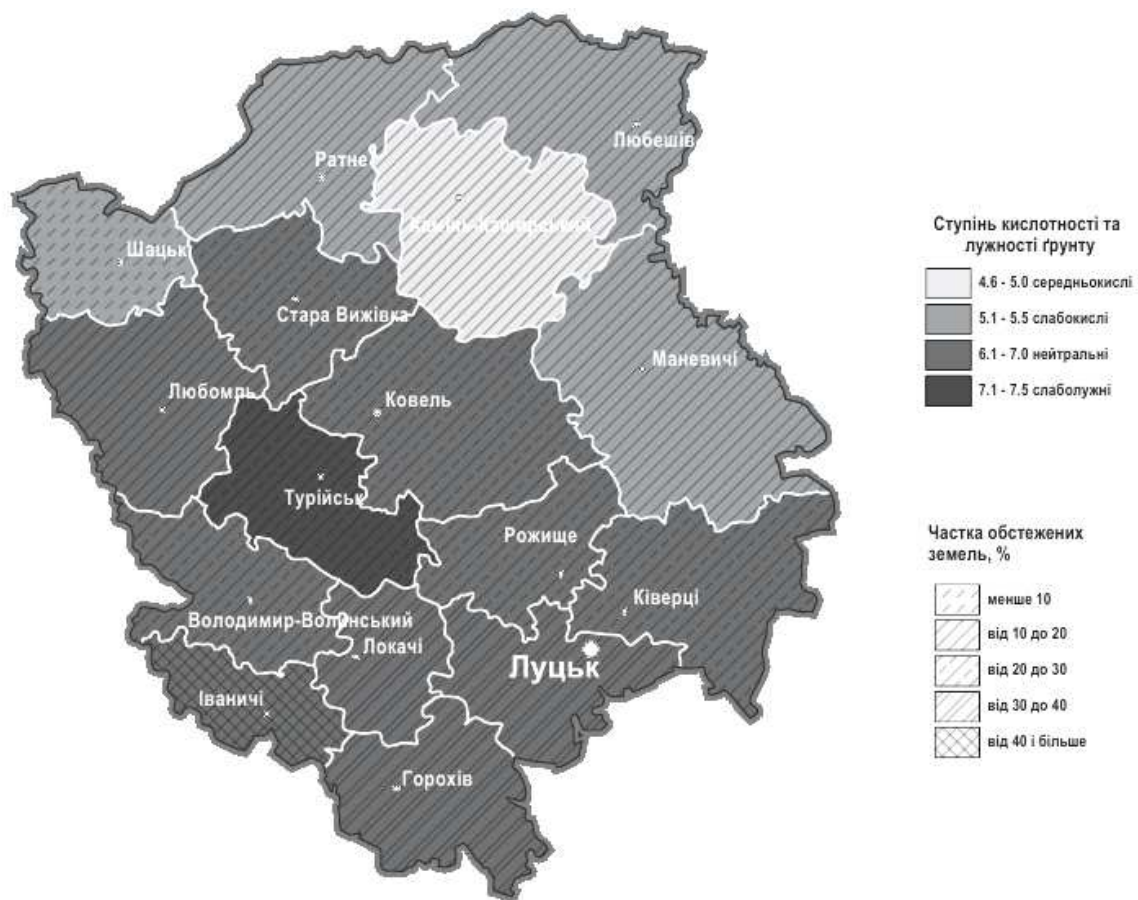 Любешів
Ратне
Камінь-Каширський
Шацьк
Стара Вижівка
Маневичі
Любомль
Ковель
Турійськ
Рожище
Ківерці
Володимир-Волинський
Локачі
Луцьк
Іваничі
Горохів
Ступінь кислотності та
лужності ґрунту
4.6 - 5.0 середньокислі
5.1 - 5.5 слабокислі
6.1 - 7.0 нейтральні
7.1 - 7.5 слаболужні
Частка обстежених
земель, %
менше 10
від 10 до 20
від 20 до 30
від 30 до 40
від 40 і більше